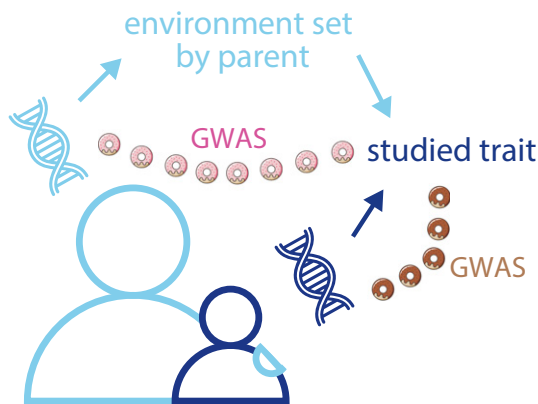 environment set
by parent
GWAS
studied trait
GWAS